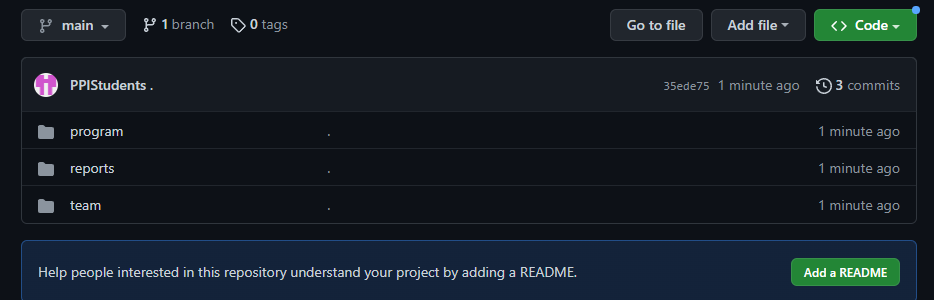 main 1 branch 0 tags Go to file Add file Code
PPIStudents . 35ede75 1 minute ago 3 commits
program . 1 minute ago
reports . 1 minute ago
team . 1 minute ago
Help people interested in this repository understand your project by adding a README. Add a README